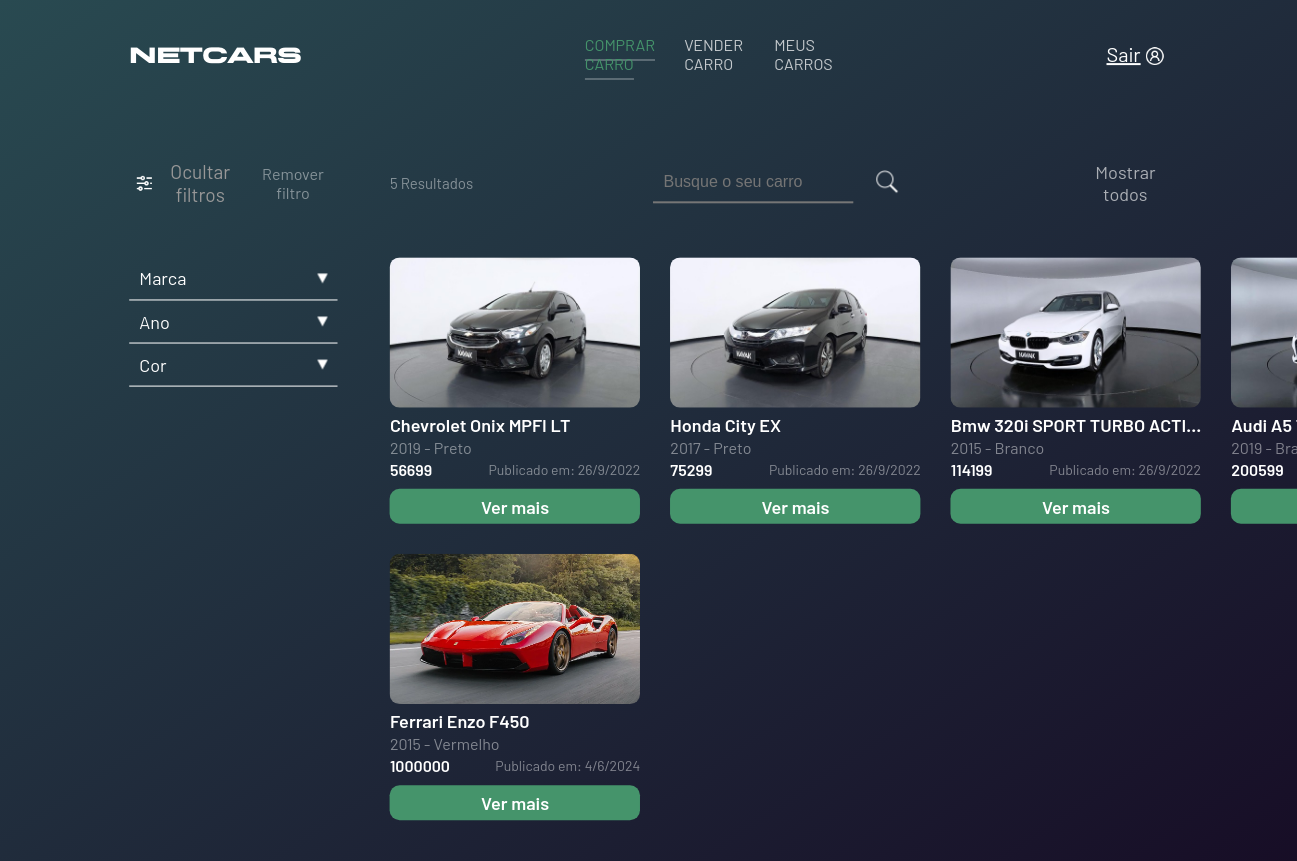 NETCARS
COMPRAR
CARRO
VENDER
CARRO
MEUS
CARROS
Sair
Ocultar
filtros
Remover
filtro
5 Resultados
Busque o seu carro
Mostrar
todos
Marca
Ano
Cor
Chevrolet Onix MPFI LT
2019 - Preto
56699 Publicado em: 26/9/2022
Ver mais
Honda City EX
2017 - Preto
75299 Publicado em: 26/9/2022
Ver mais
Bmw 320i SPORT TURBO ACTI...
2015 - Branco
114199 Publicado em: 26/9/2022
Ver mais
Audi A5
2019 - Bra
200599
Ferrari Enzo F450
2015 - Vermelho
1000000 Publicado em: 4/6/2024
Ver mais